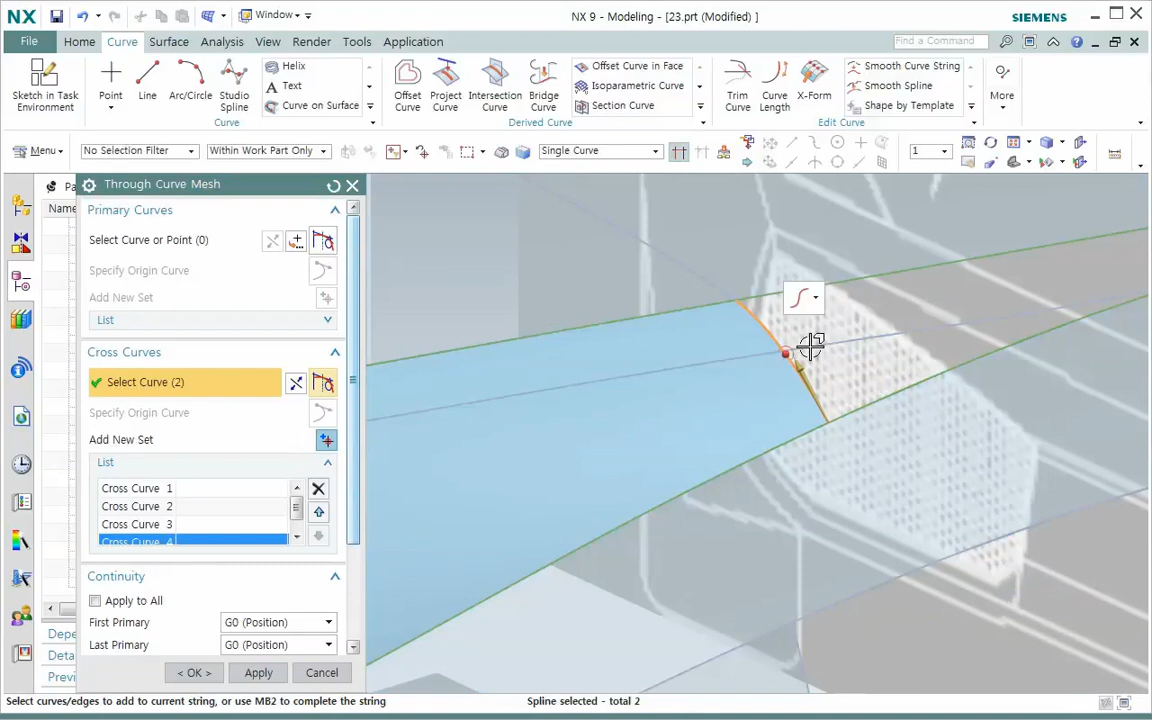 NX
Window
NX 9 - Modeling - [23.prt (Modified) ]
SIEMENS
File
Home
Curve
Surface
Analysis
View
Render
Tools
Application
Find a Command
Sketch in Task
Environment
Point
Line
Arc/Circle
Studio
Spline
Helix
Text
Curve on Surface
Curve
Offset
Curve
Project
Curve
Intersection
Curve
Bridge
Curve
Offset Curve in Face
Isoparametric Curve
Section Curve
Derived Curve
Trim
Curve
Curve
Length
X-Form
Smooth Curve String
Smooth Spline
Shape by Template
Edit Curve
More
Menu
No Selection Filter
Within Work Part Only
Single Curve
1
Pa
Name
Through Curve Mesh
Primary Curves
Select Curve or Point (0)
Specify Origin Curve
Add New Set
List
Cross Curves
Select Curve (2)
Specify Origin Curve
Add New Set
List
Cross Curve 1
Cross Curve 2
Cross Curve 3
Cross Curve 4
Continuity
Apply to All
First Primary
G0 (Position)
Last Primary
G0 (Position)
< OK >
Apply
Cancel
Depe
Deta
Previ
Select curves/edges to add to current string, or use MB2 to complete the string
Spline selected - total 2